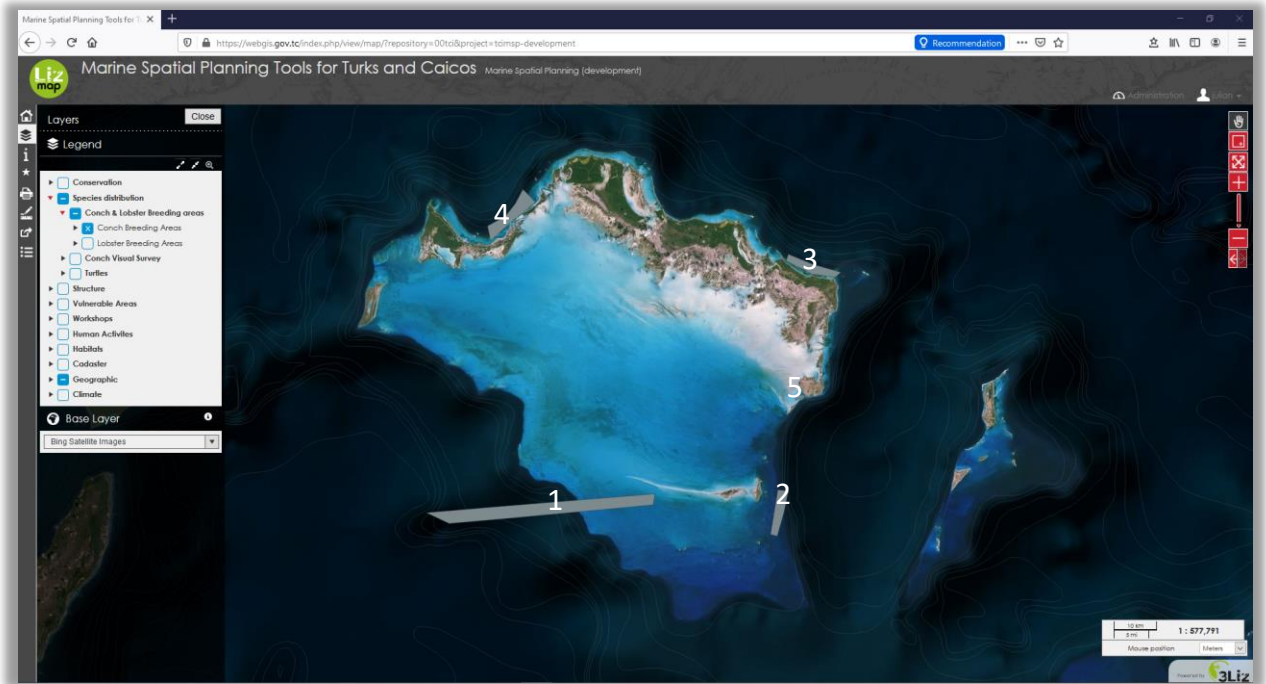 Marine Spatial Planning Tools for
https://webgis.gov.tc/index.php/view/map/?repository=00tci&project=tcimsp-development
Recommendation
Liz map
Marine Spatial Planning Tools for Turks and Caicos Marine Spatial Planning (development)
Administration
Layers
Close
Legend
Conservation
Species distribution
Conch & Lobster Breeding areas
Conch Breeding Areas
Lobster Breeding Areas
Conch Visual Survey
Turtles
Structure
Vulnerable Areas
Workshops
Human Activites
Habitats
Cadaster
Geographic
Climate
Base Layer
Bing Satellite Images
4
3
5
1
2
10 km
5 mi
1 : 577,791
Mouse position
Meters
Powered by
3Liz